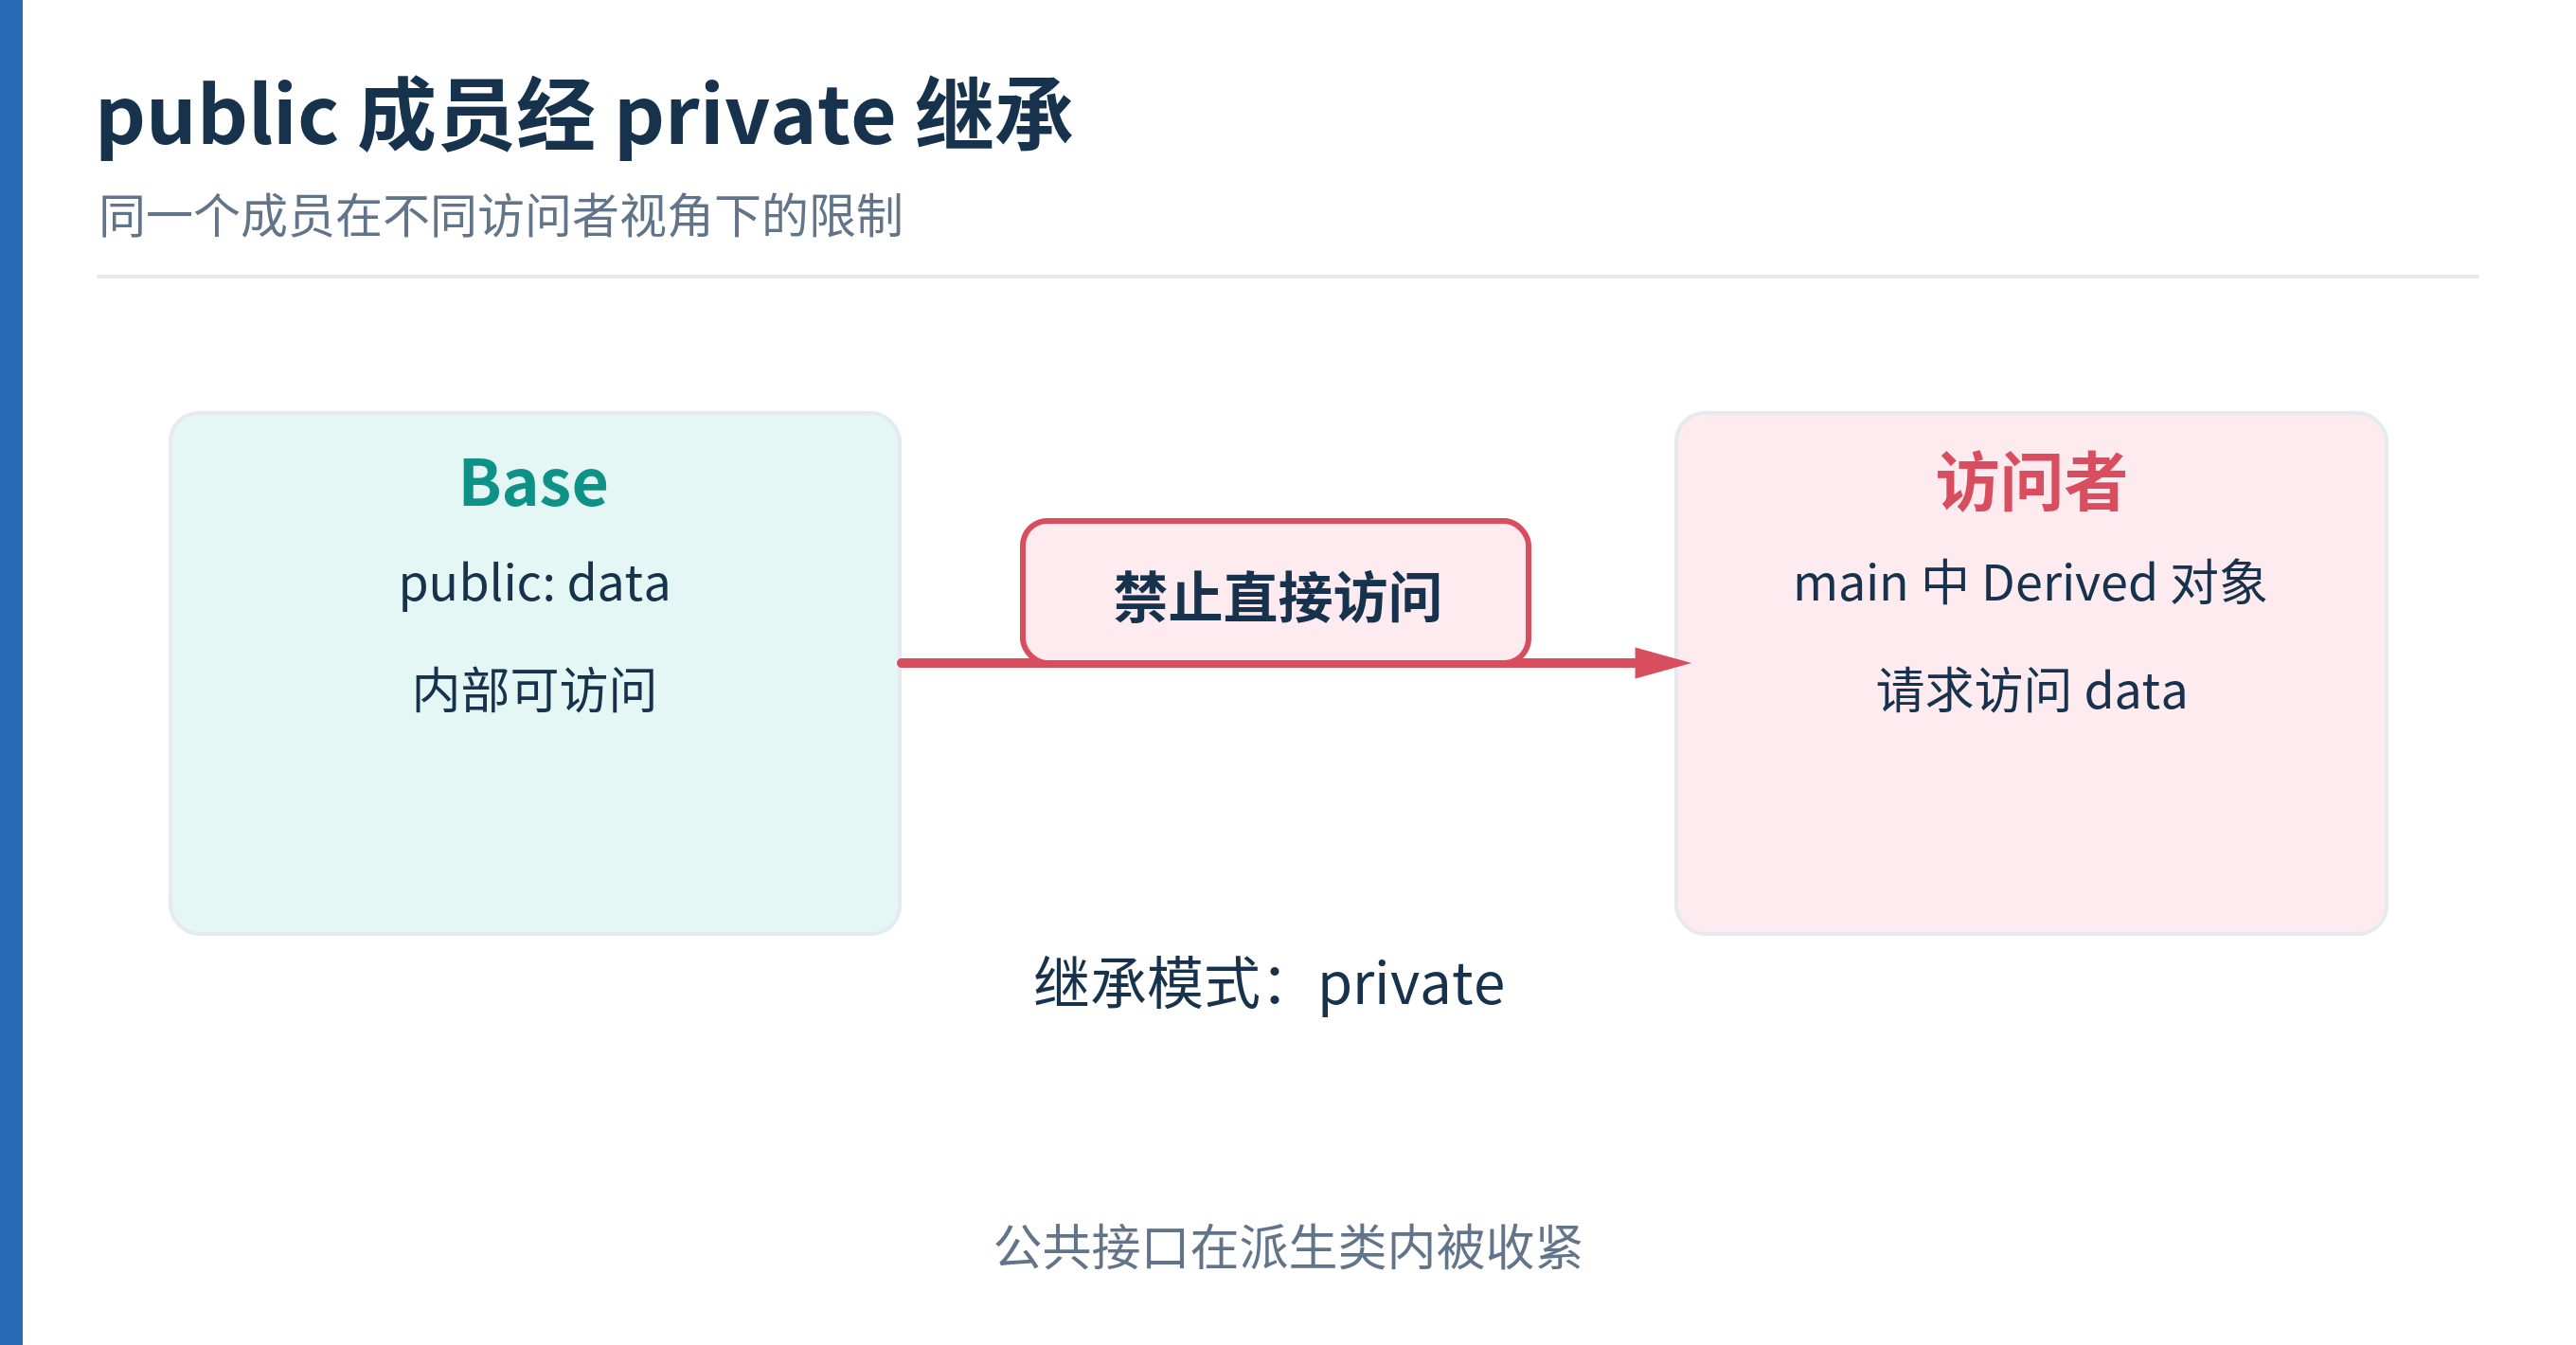 public 成员经 private 继承
同一个成员在不同访问者视角下的限制
Base
public: data
内部可访问
禁止直接访问
访问者
main 中 Derived 对象
请求访问 data
继承模式：private
公共接口在派生类内被收紧